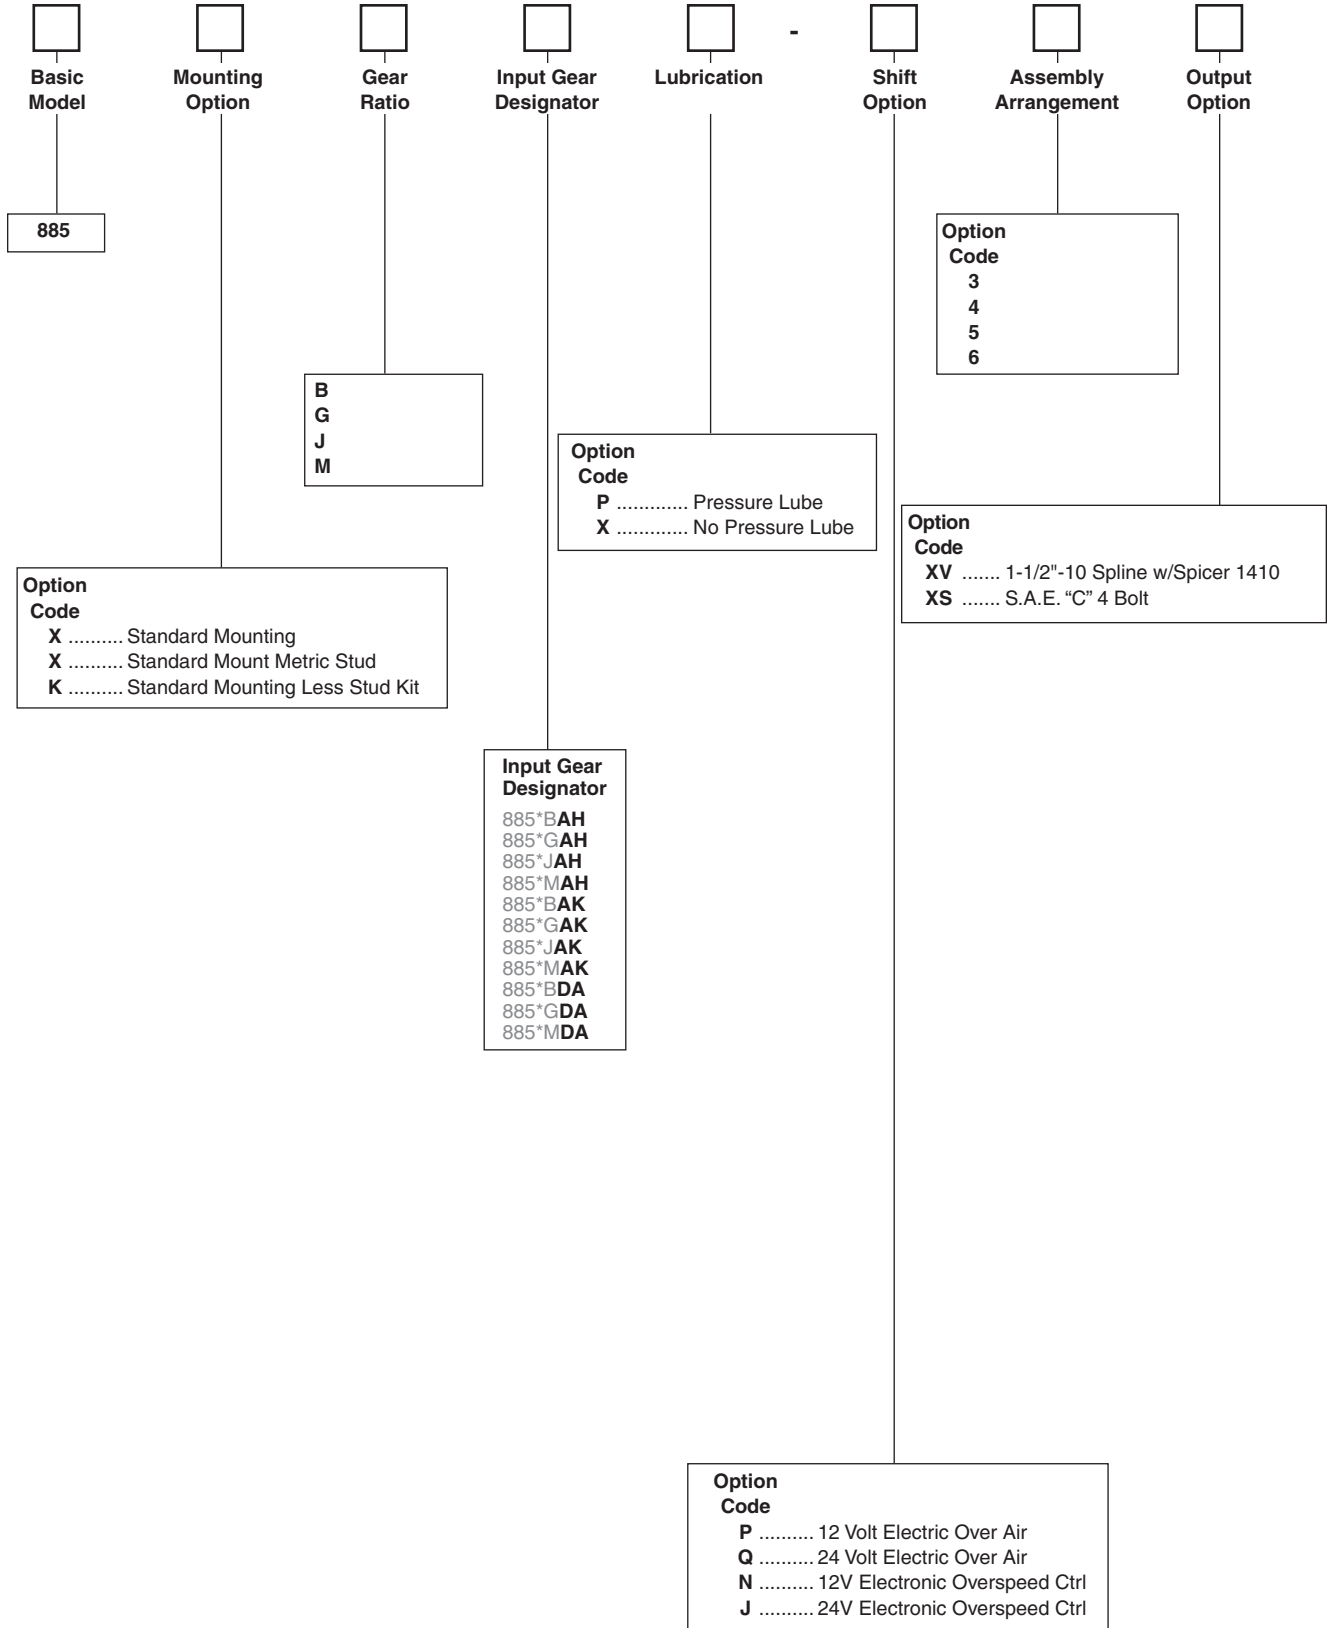 -
Basic Model
Mounting Option
Gear Ratio
Input Gear Designator
Lubrication
Shift Option
Assembly Arrangement
Output Option
885
Option
Code
3
4
5
6
B
G
J
M
Option
Code
P ............. Pressure Lube
X ............. No Pressure Lube
Option
Code
XV ....... 1-1/2"-10 Spline w/Spicer 1410
XS ....... S.A.E. “C” 4 Bolt
Option
Code
X .......... Standard Mounting
X .......... Standard Mount Metric Stud
K .......... Standard Mounting Less Stud Kit
Input Gear
Designator
885*BAH
885*GAH
885*JAH
885*MAH
885*BAK
885*GAK
885*JAK
885*MAK
885*BDA
885*GDA
885*MDA
Option
Code
P .......... 12 Volt Electric Over Air
Q .......... 24 Volt Electric Over Air
N .......... 12V Electronic Overspeed Ctrl
J .......... 24V Electronic Overspeed Ctrl